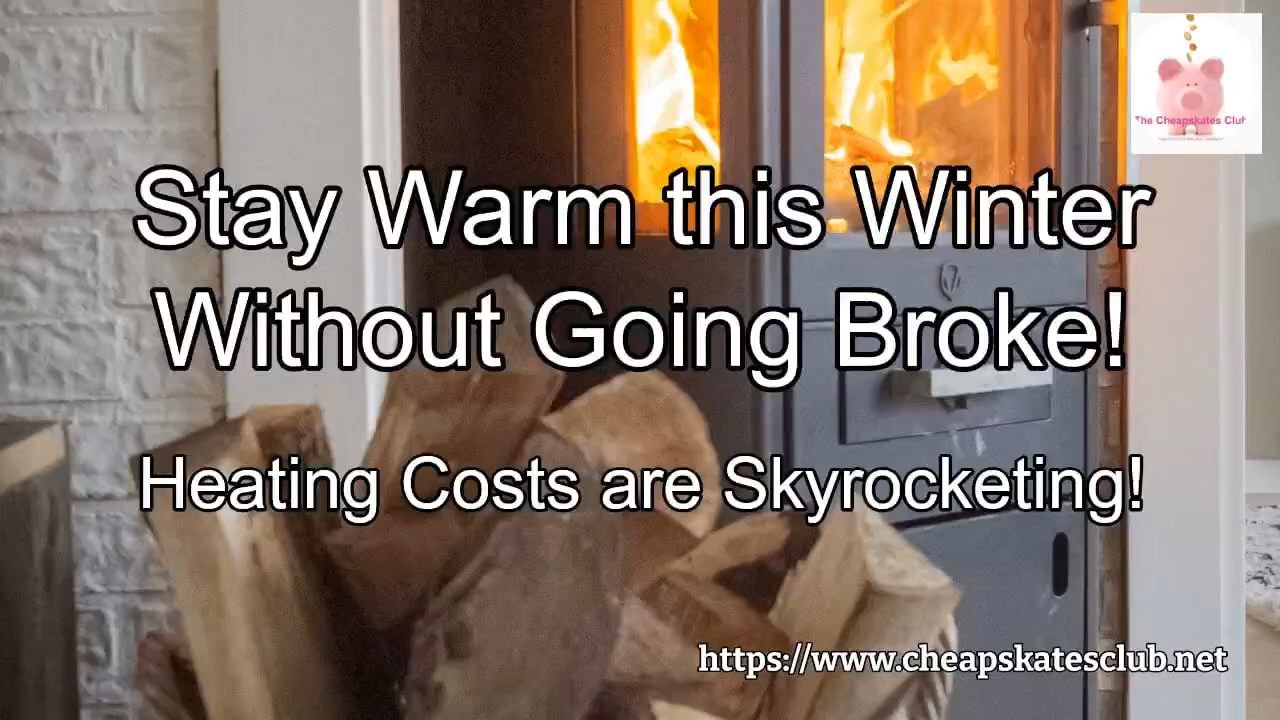 The Cheapskates Club
Stay Warm this Winter
Without Going Broke!
Heating Costs are Skyrocketing!
https://www.cheapskatesclub.net